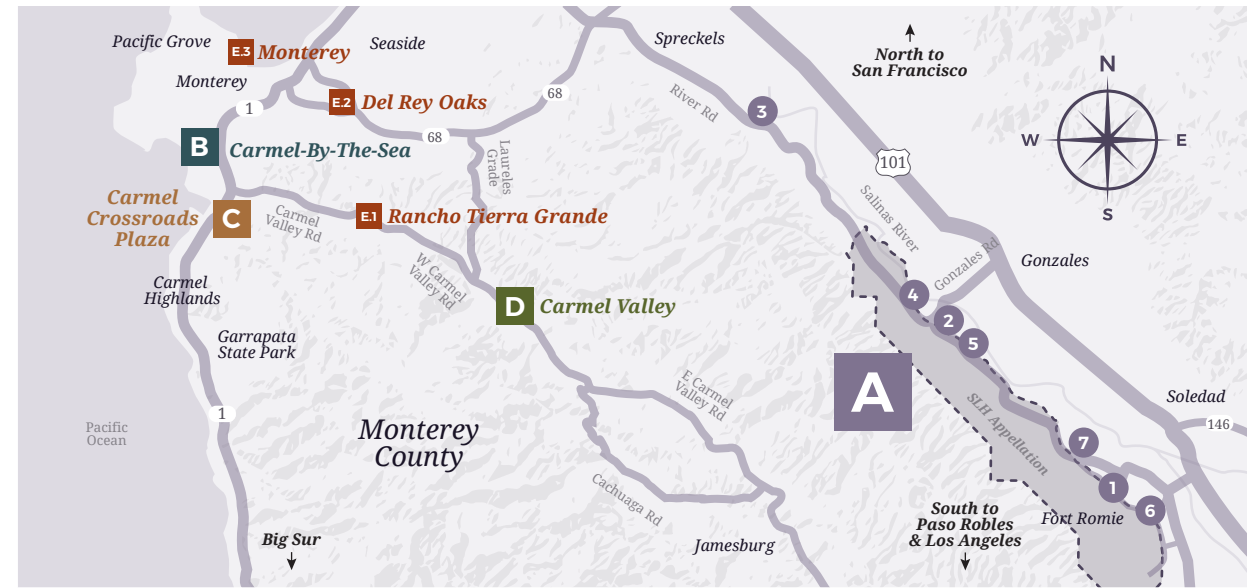 Pacific Grove
E.3 Monterey
Seaside
Monterey
Spreckels
North to
San Francisco
N
W
E
S
E.2 Del Rey Oaks
68
1
River Rd
3
68
B Carmel-By-The-Sea
Laureles
Grade
101
Carmel
Crossroads
Plaza
C
Carmel
Valley Rd
E.1 Rancho Tierra Grande
Salinas River
Gonzales Rd
Gonzales
W Carmel
Valley Rd
Carmel
Highlands
D Carmel Valley
4
2
5
Garrapata
State Park
A
E Carmel
Valley Rd
SLH Appellation
Soledad
146
1
Pacific
Ocean
Monterey
County
7
1
6
Cachuaga Rd
Fort Romie
South to
Paso Robles
& Los Angeles
Big Sur
Jamesburg